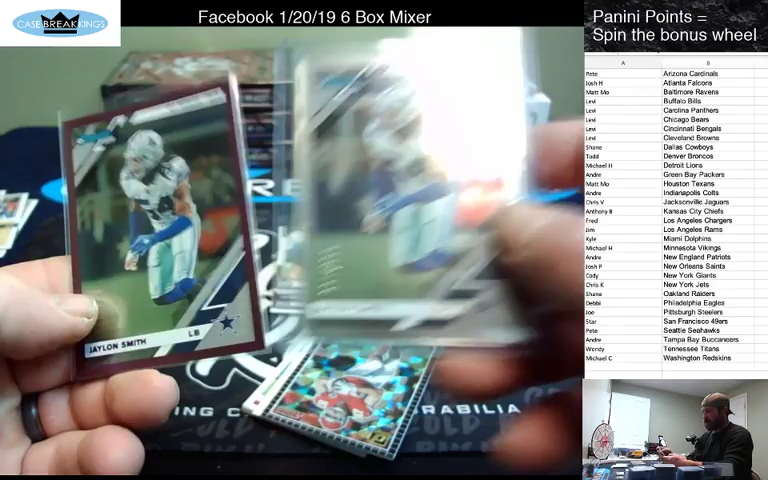 CASE BREAK KINGS
Facebook 1/20/19 6 Box Mixer
Panini Points =
Spin the bonus wheel
A B
Pete Arizona Cardinals
Josh H Atlanta Falcons
Matt Mo Baltimore Ravens
Levi Buffalo Bills
Levi Carolina Panthers
Levi Chicago Bears
Levi Cincinnati Bengals
Levi Cleveland Browns
Shane Dallas Cowboys
Todd Denver Broncos
Michael H Detroit Lions
Andre Green Bay Packers
Matt Mo Houston Texans
Andre Indianapolis Colts
Chris V Jacksonville Jaguars
Anthony B Kansas City Chiefs
Fred Los Angeles Chargers
Jim Los Angeles Rams
Kyle Miami Dolphins
Michael H Minnesota Vikings
Andre New England Patriots
Josh P New Orleans Saints
Cody New York Giants
Chris K New York Jets
Shane Oakland Raiders
Debbi Philadelphia Eagles
Joe Pittsburgh Steelers
Star San Francisco 49ers
Pete Seattle Seahawks
Andre Tampa Bay Buccaneers
Wendy Tennessee Titans
Michael C Washington Redskins
JAYLON SMITH LB